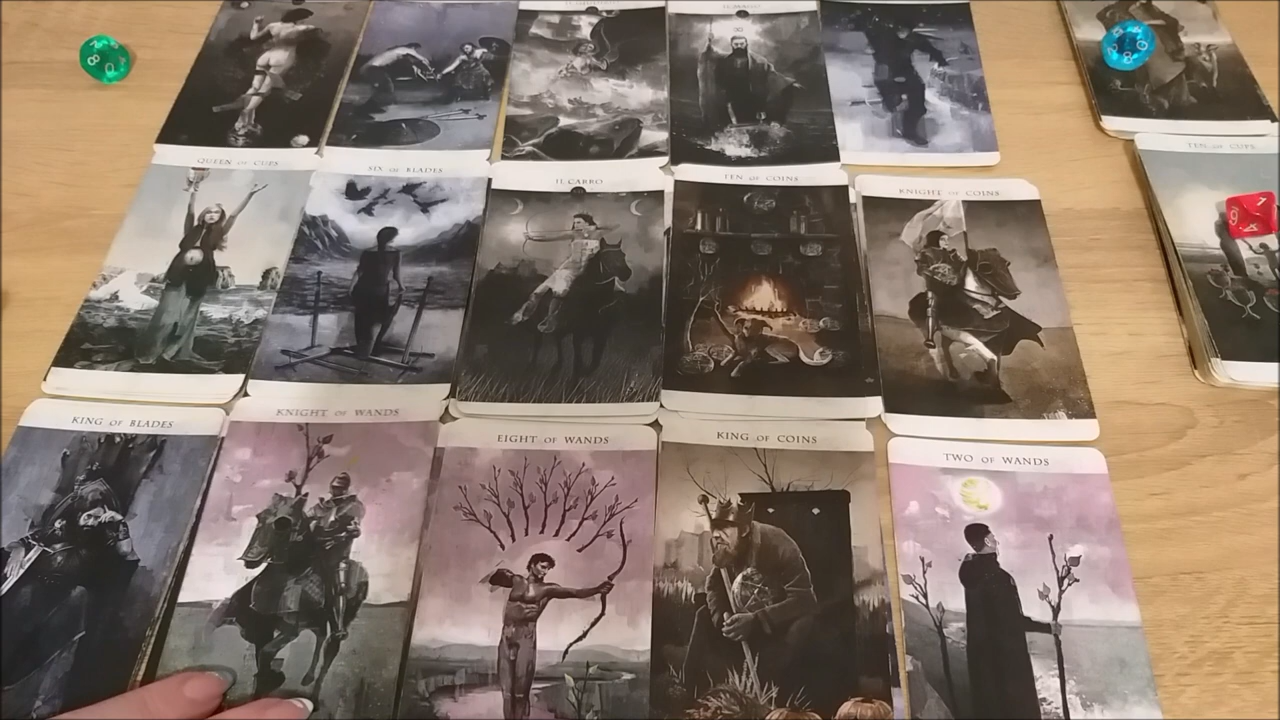 TEN OF CUPS
QUEEN OF CUPS
SIX OF BLADES
IL CARRO
TEN OF COINS
KNIGHT OF COINS
KING OF BLADES
KNIGHT OF WANDS
EIGHT OF WANDS
KING OF COINS
TWO OF WANDS